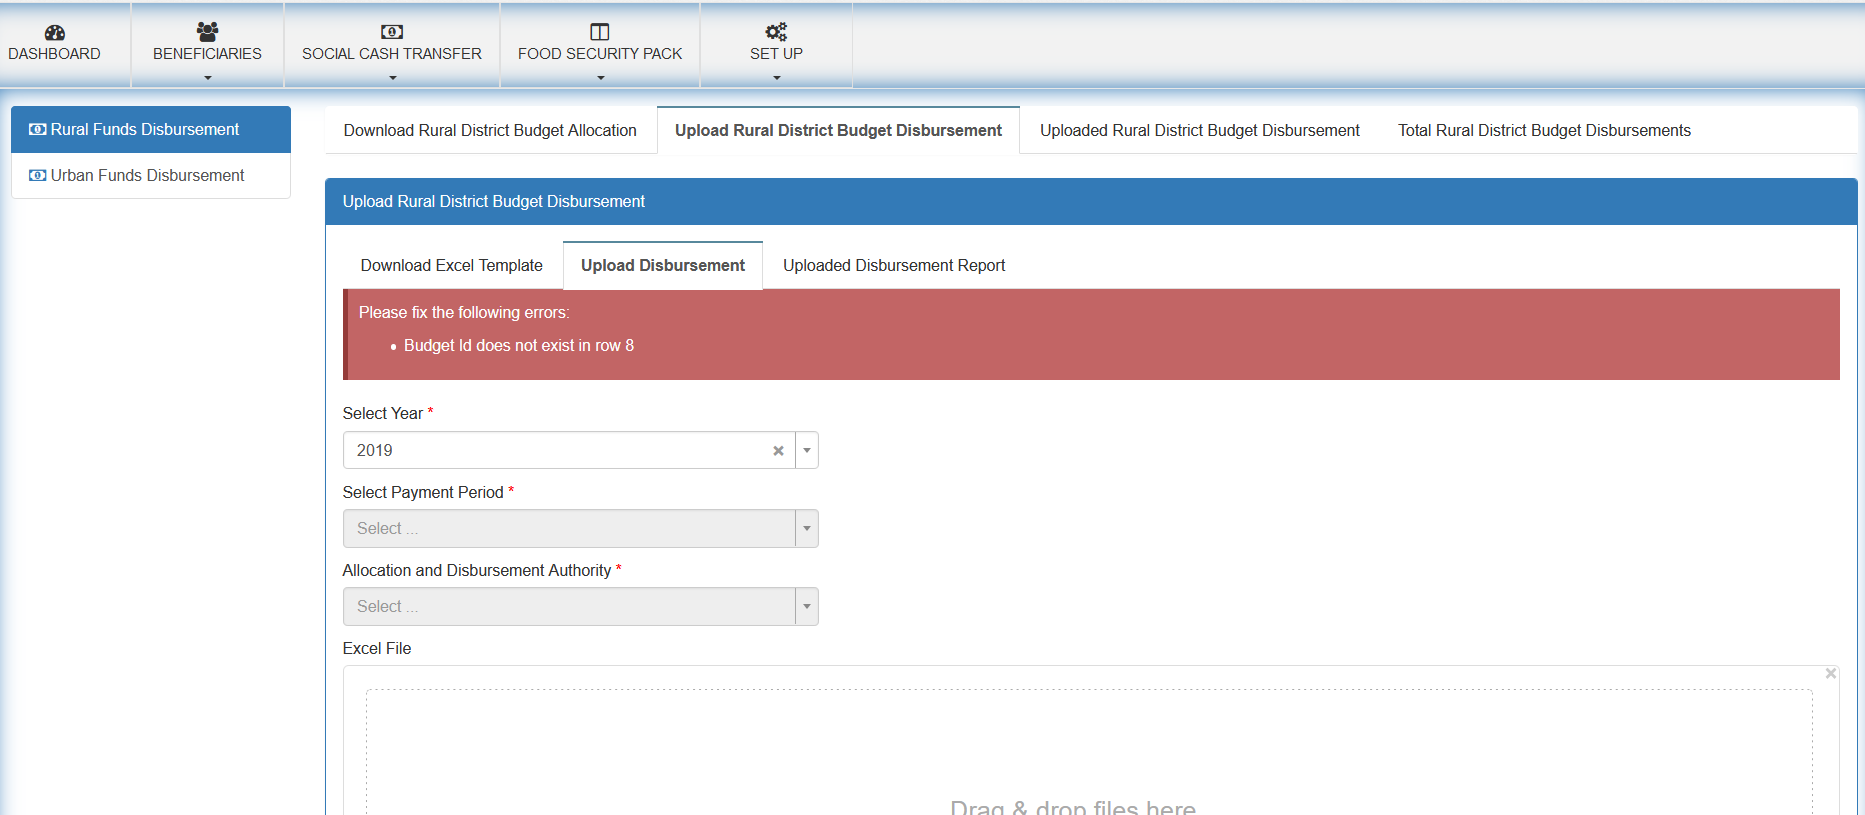 DASHBOARD
BENEFICIARIES
SOCIAL CASH TRANSFER
FOOD SECURITY PACK
SET UP
Rural Funds Disbursement
Urban Funds Disbursement
Download Rural District Budget Allocation
Upload Rural District Budget Disbursement
Uploaded Rural District Budget Disbursement
Total Rural District Budget Disbursements
Upload Rural District Budget Disbursement
Download Excel Template
Upload Disbursement
Uploaded Disbursement Report
Please fix the following errors:
• Budget Id does not exist in row 8
Select Year *
2019
Select Payment Period *
Select ...
Allocation and Disbursement Authority *
Select ...
Excel File
Drag & drop files here